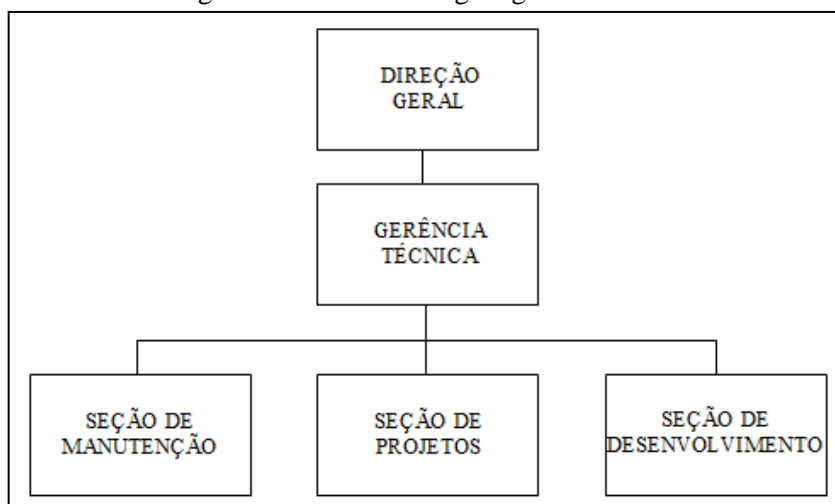 DIREÇÃO
GERAL
GERÊNCIA
TÉCNICA
SEÇÃO DE
MANUTENÇÃO
SEÇÃO DE
PROJETOS
SEÇÃO DE
DESENVOLVIMENTO